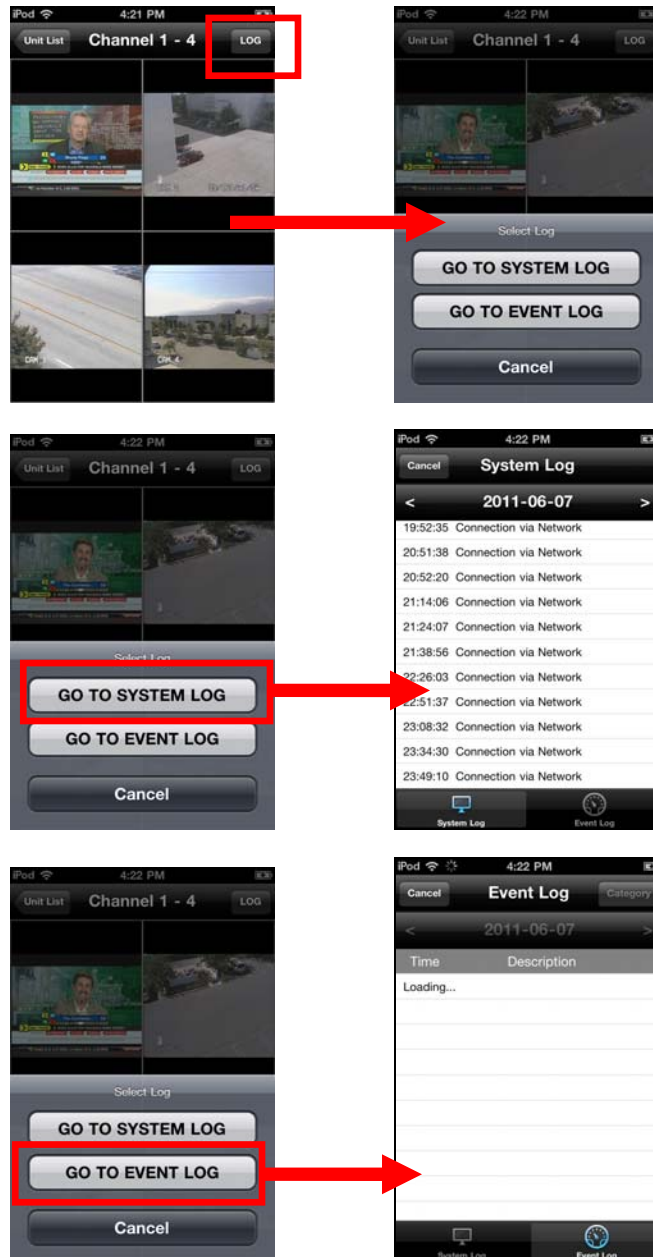 iPod 4:21 PM
Unit List Channel 1 - 4 LOG
CAM 1
CAM 4
iPod 4:22 PM
Unit List Channel 1 - 4 LOG
Select Log
GO TO SYSTEM LOG
GO TO EVENT LOG
Cancel
iPod 4:22 PM
Unit List Channel 1 - 4 LOG
Select Log
GO TO SYSTEM LOG
GO TO EVENT LOG
Cancel
iPod 4:22 PM
Cancel System Log
< 2011-06-07 >
19:52:35 Connection via Network
20:51:38 Connection via Network
20:52:20 Connection via Network
21:14:06 Connection via Network
21:24:07 Connection via Network
21:38:56 Connection via Network
22:26:03 Connection via Network
22:51:37 Connection via Network
23:08:32 Connection via Network
23:34:30 Connection via Network
23:49:10 Connection via Network
System Log Event Log
iPod 4:22 PM
Unit List Channel 1 - 4 LOG
Select Log
GO TO SYSTEM LOG
GO TO EVENT LOG
Cancel
iPod 4:22 PM
Cancel Event Log Category
< 2011-06-07 >
Time Description
Loading...
System Log Event Log